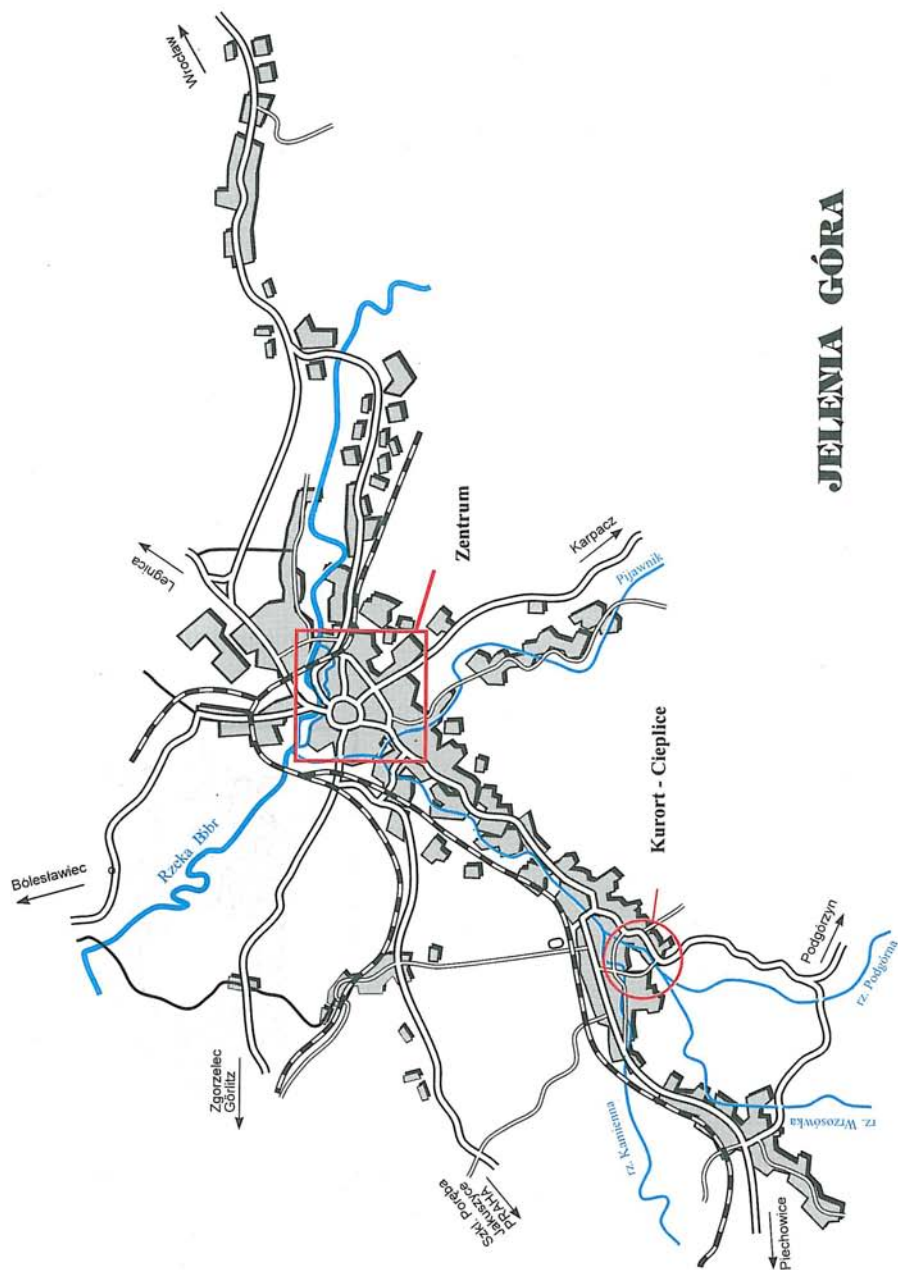 Wrocław
JELENIA GÓRA
Legnica
Zentrum
Karpacz
Pijawnik
Rzeka Bóbr
Bolesławiec
Kurort - Cieplice
Podgórzyn
rz. Podgórna
Zgorzelec
Görlitz
rz. Wrzosówka
rz. Kamienna
Szkl. Poręba
Jakuszyce
PRAHA
Piechowice